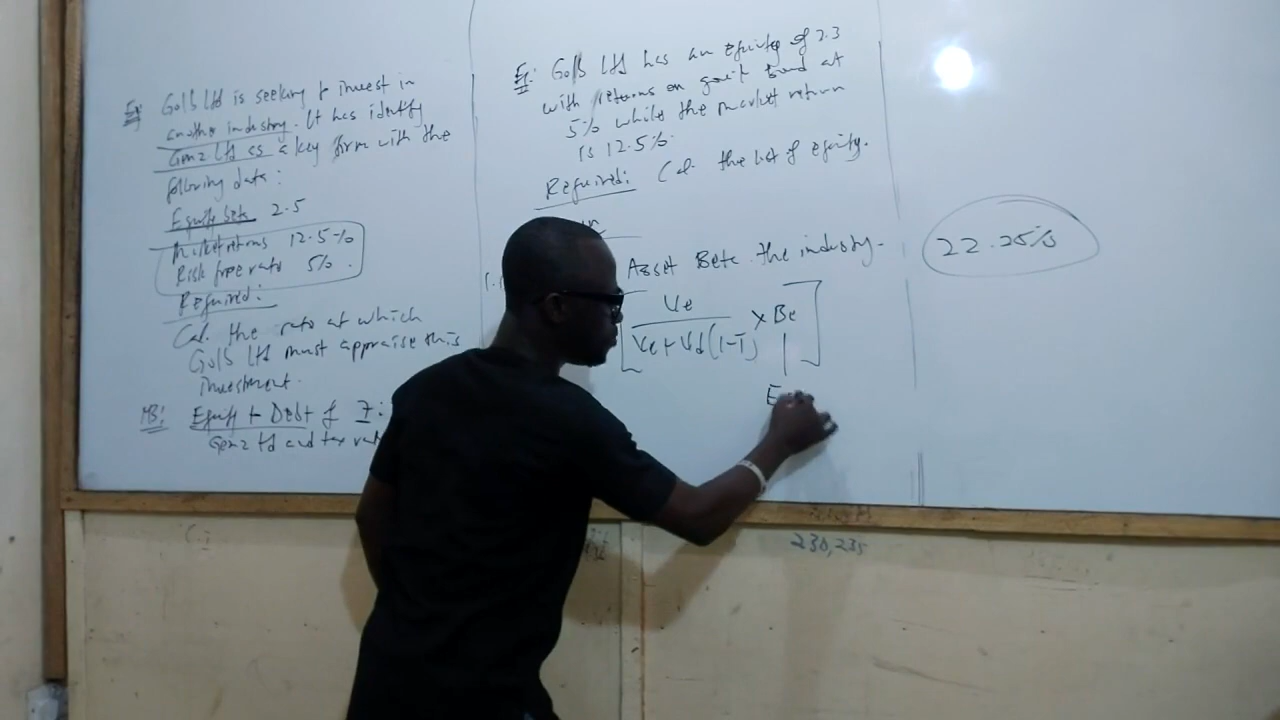 Eg: Golb Ltd is seeking to invest in
another industry. It has identify
Gemz Ltd as a key firm with the
following data:
Equity beta 2.5
Market returns 12.5%
Risk free rate 5%.
Required:
Cal. the rate at which
Golb Ltd must appraise this
investment.
NB: Equity + Debt of 7:
Gemz Ltd and tax
Eg: Golb Ltd has an equity of 2.3
with returns on gov't bond at
5% while the market return
is 12.5%.
Required: Cal. the cost of equity.
Asset Beta the industry.
Ve
Ve + Vd(1-T) × Be
E
22.25%
230,235